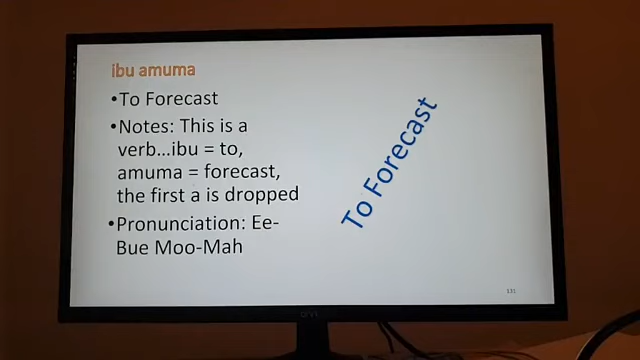 ibu amuma
•To Forecast
•Notes: This is a
verb...ibu = to,
amuma = forecast,
the first a is dropped
•Pronunciation: Ee-
Bue Moo-Mah
To Forecast
131